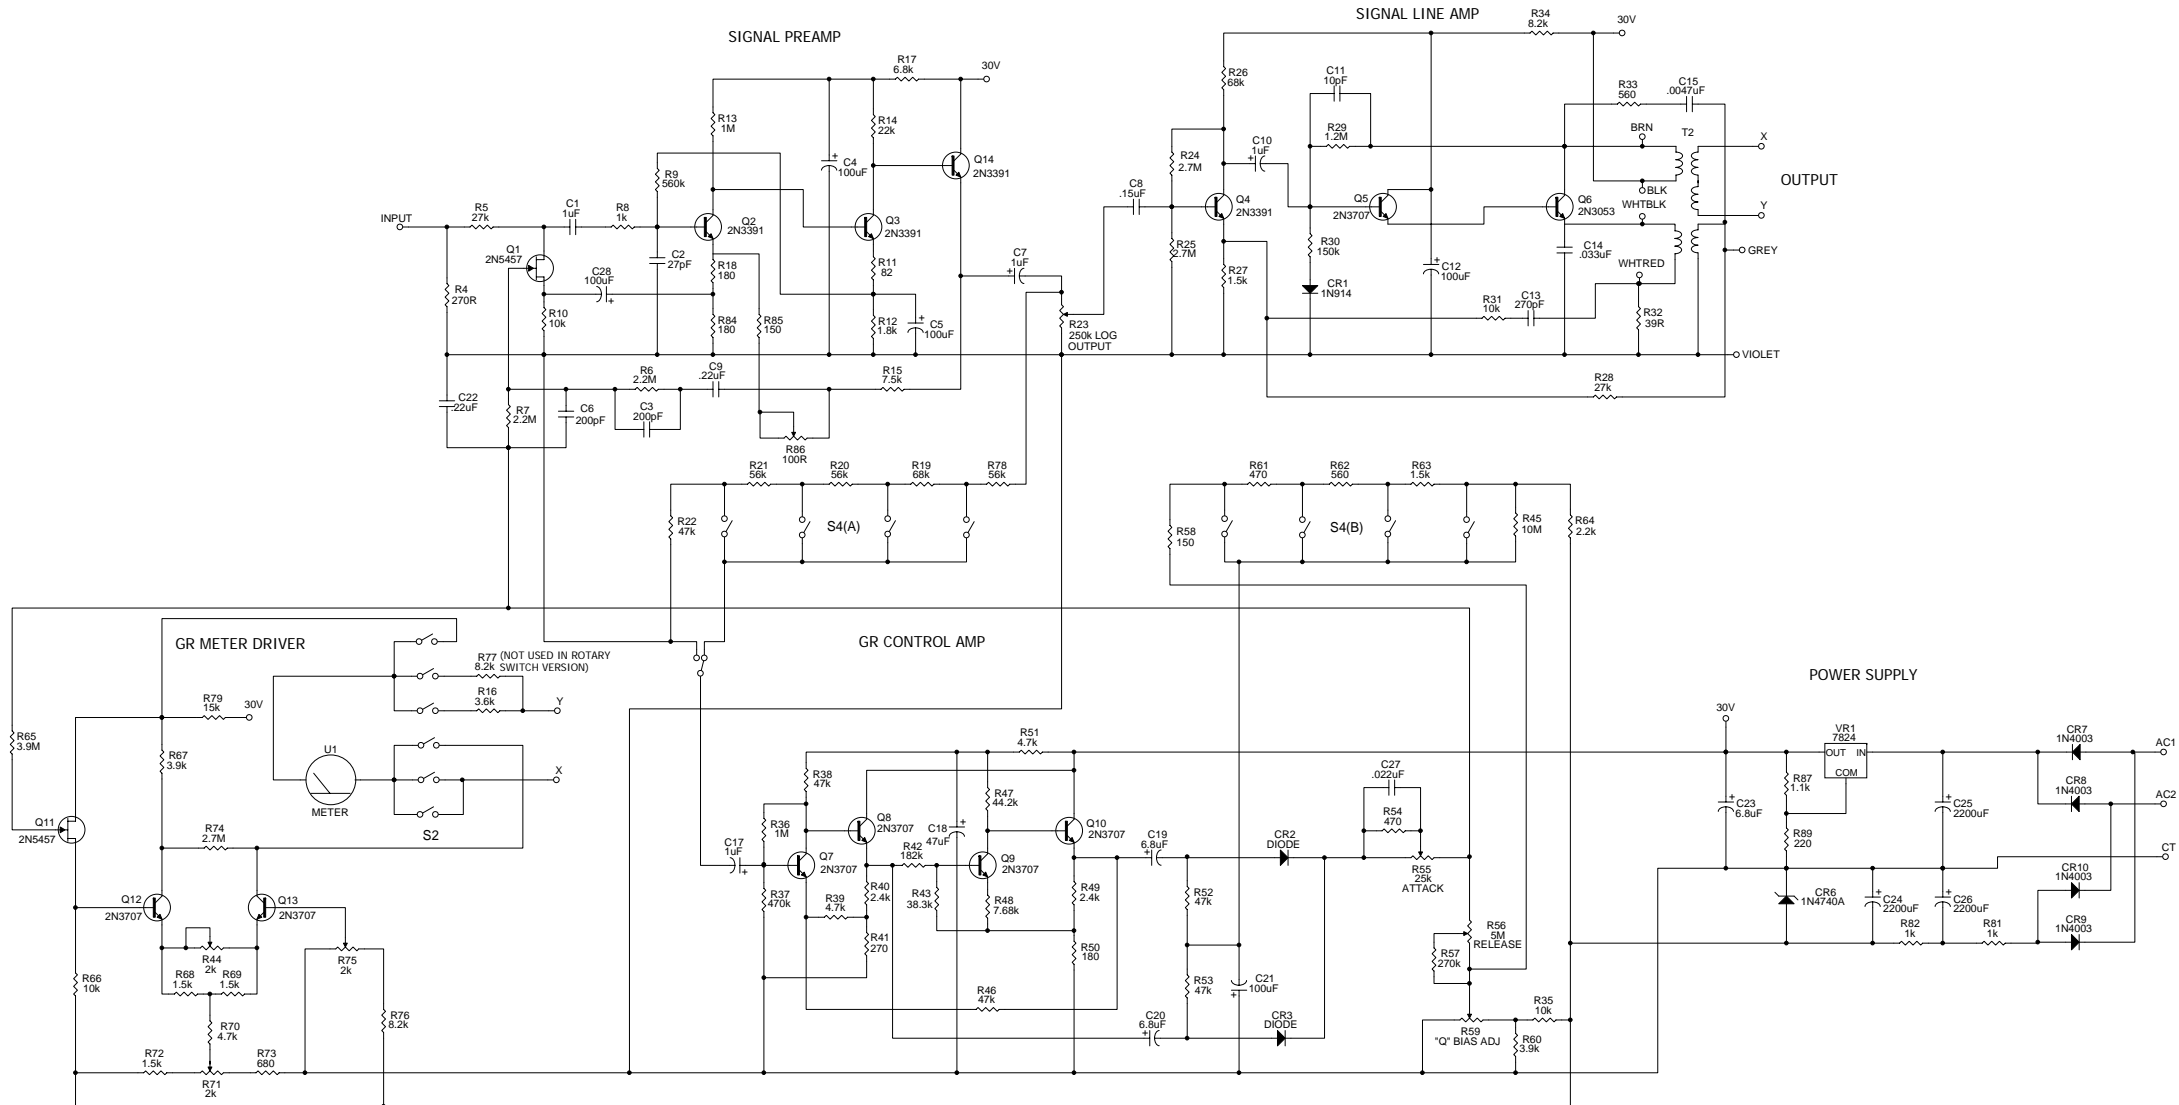 SIGNAL PREAMP
SIGNAL LINE AMP
R34
8.2k
30V
R17
6.8k
30V
R13
1M
R14
22k
C4
100uF
Q14
2N3391
R9
560k
INPUT
R5
27k
C1
1uF
R8
1k
Q2
2N3391
Q3
2N3391
Q1
2N5457
C28
100uF
C2
27pF
R18
180
R11
82
C7
1uF
R4
270R
R10
10k
R84
180
R85
150
R12
1.8k
C5
100uF
R23
250k LOG
OUTPUT
R6
2.2M
C9
.22uF
R15
7.5k
C22
.22uF
R7
2.2M
C6
200pF
C3
200pF
R86
100R
R26
68k
C11
10pF
R33
560
C15
.0047uF
R29
1.2M
BRN
T2
X
R24
2.7M
C10
1uF
C8
.15uF
Q4
2N3391
Q5
2N3707
Q6
2N3053
BLK
WHTBLK
OUTPUT
Y
R25
2.7M
R30
150k
C14
.033uF
GREY
R27
1.5k
CR1
1N914
C12
100uF
WHTRED
R31
10k
C13
270pF
R32
39R
VIOLET
R28
27k
R21
56k
R20
56k
R19
68k
R78
56k
R22
47k
S4(A)
R61
470
R62
560
R63
1.5k
R58
150
S4(B)
R45
10M
R64
2.2k
GR METER DRIVER
GR CONTROL AMP
POWER SUPPLY
R77
8.2k
(NOT USED IN ROTARY
SWITCH VERSION)
R16
3.6k
Y
R79
15k
30V
R65
3.9M
R67
3.9k
U1
METER
X
S2
Q11
2N5457
R74
2.7M
Q12
2N3707
Q13
2N3707
R44
2k
R68
1.5k
R69
1.5k
R75
2k
R66
10k
R70
4.7k
R76
8.2k
R72
1.5k
R73
680
R71
2k
R51
4.7k
R38
47k
R47
44.2k
R36
1M
Q8
2N3707
C18
47uF
Q10
2N3707
C17
1uF
Q7
2N3707
R42
182k
Q9
2N3707
R37
470k
R39
4.7k
R40
2.4k
R43
38.3k
R48
7.68k
R49
2.4k
R41
270
R50
180
R46
47k
C19
6.8uF
CR2
DIODE
C27
.022uF
R54
470
R55
25k
ATTACK
R52
47k
R53
47k
C21
100uF
C20
6.8uF
CR3
DIODE
R56
5M
RELEASE
R57
270k
R59
"Q" BIAS ADJ
R35
10k
R60
3.9k
30V
VR1
7824
OUT
IN
COM
CR7
1N4003
AC1
CR8
1N4003
AC2
R87
1.1k
C23
6.8uF
C25
2200uF
R89
220
CT
CR10
1N4003
CR6
1N4740A
C24
2200uF
C26
2200uF
CR9
1N4003
R82
1k
R81
1k